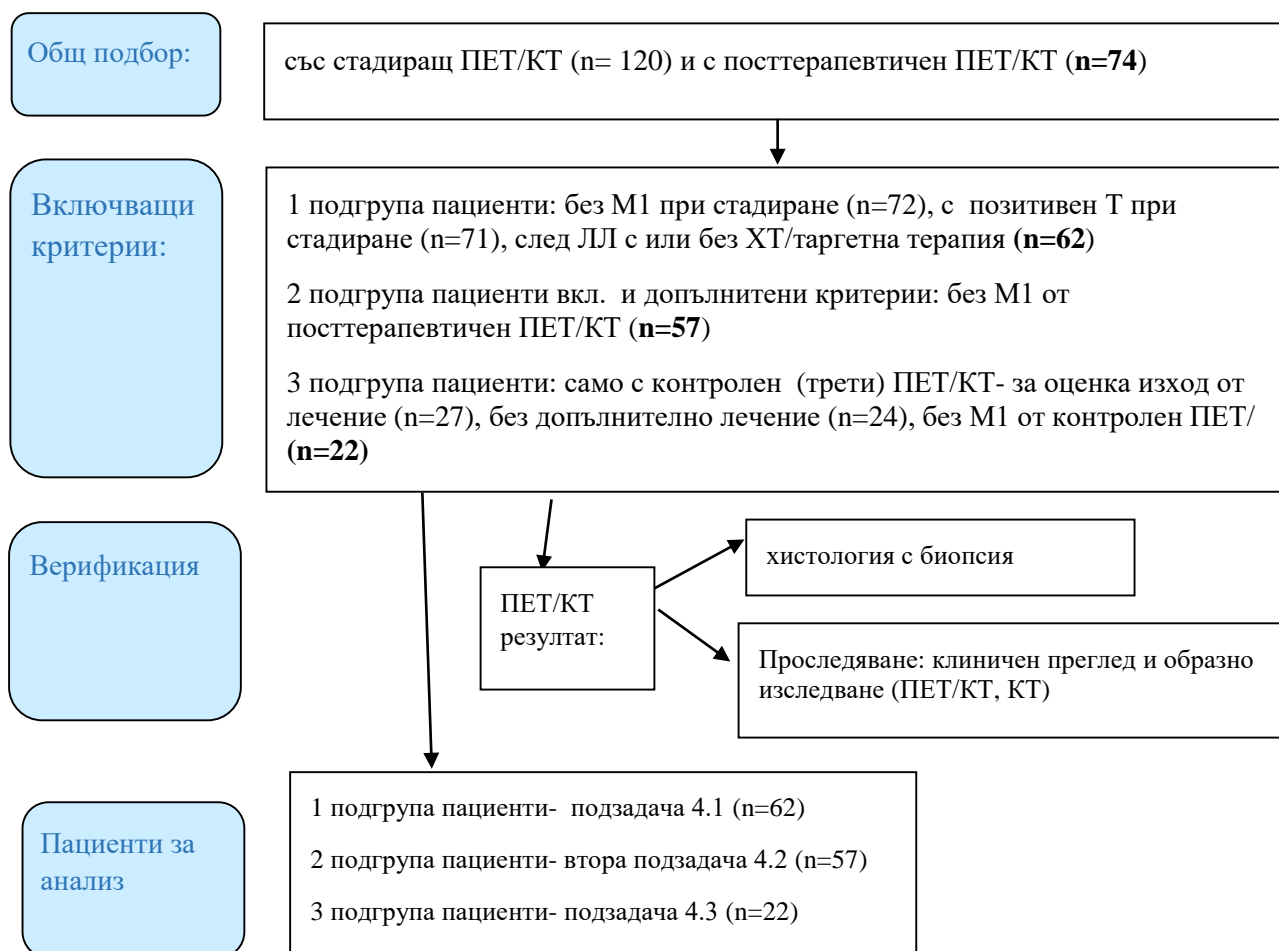 Общ подбор:
със стадиращ ПЕТ/КТ (n= 120) и с посттерапевтичен ПЕТ/КТ (n=74)
Включващи
критерии:
1 подгрупа пациенти: без М1 при стадиране (n=72), с позитивен Т при
стадиране (n=71), след ЛЛ с или без ХТ/таргетна терапия (n=62)
2 подгрупа пациенти вкл. и допълнитени критерии: без М1 от
посттерапевтичен ПЕТ/КТ (n=57)
3 подгрупа пациенти: само с контролен (трети) ПЕТ/КТ- за оценка изход от
лечение (n=27), без допълнително лечение (n=24), без М1 от контролен ПЕТ/
(n=22)
Верификация
ПЕТ/КТ
резултат:
хистология с биопсия
Проследяване: клиничен преглед и образно
изследване (ПЕТ/КТ, КТ)
Пациенти за
анализ
1 подгрупа пациенти- подзадача 4.1 (n=62)
2 подгрупа пациенти- втора подзадача 4.2 (n=57)
3 подгрупа пациенти- подзадача 4.3 (n=22)